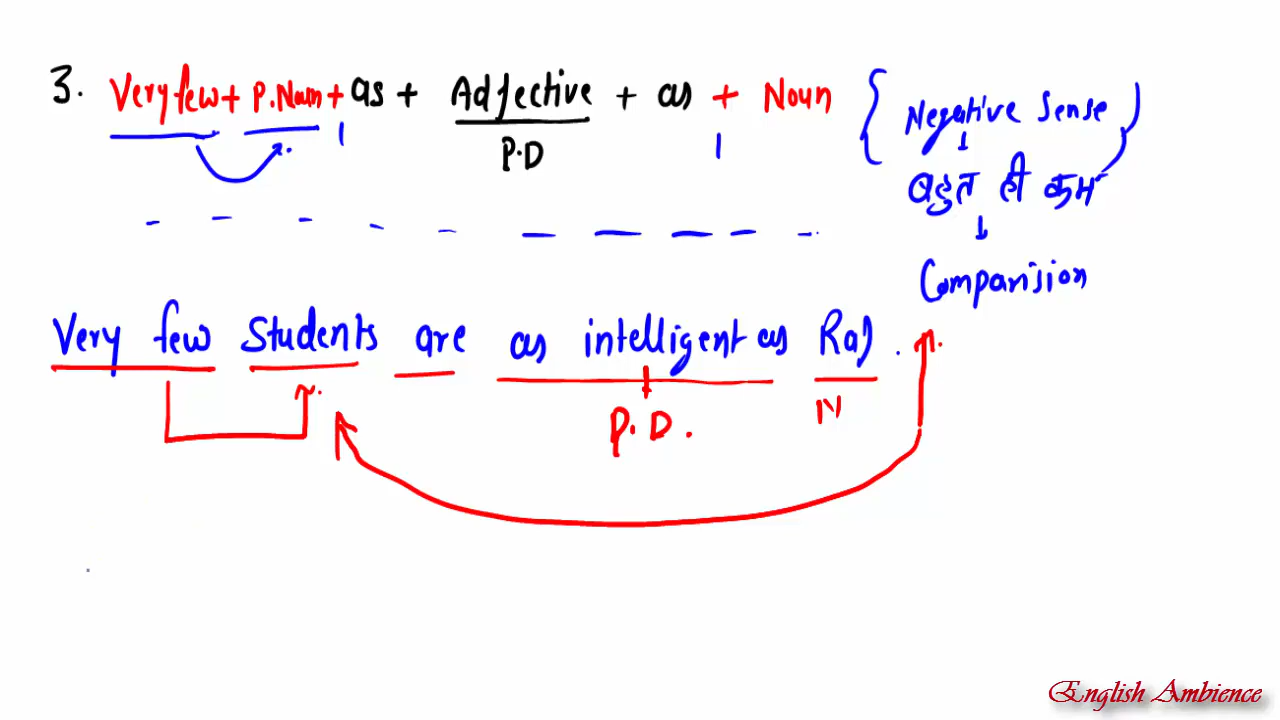 3. Very few + P. Noun + as + Adjective + as + Noun { Negative Sense
P.D
बहुत ही कम }
Comparision
Very few Students are as intelligent as Raj .
P. D .
N
English Ambience